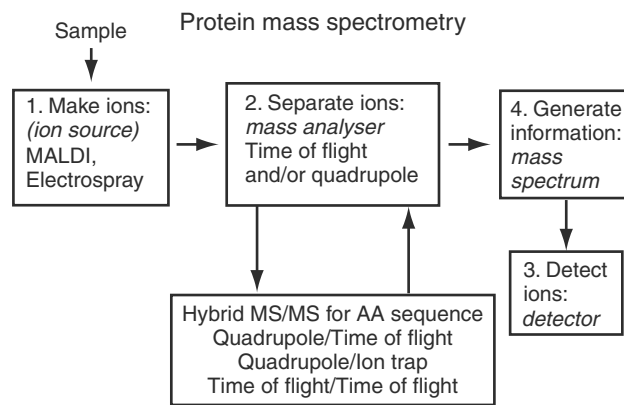 Protein mass spectrometry
Sample
1. Make ions:
(ion source)
MALDI,
Electrospray
2. Separate ions:
mass analyser
Time of flight
and/or quadrupole
4. Generate
information:
mass
spectrum
3. Detect
ions:
detector
Hybrid MS/MS for AA sequence
Quadrupole/Time of flight
Quadrupole/Ion trap
Time of flight/Time of flight